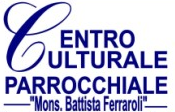 CENTRO
CULTURALE
PARROCCHIALE
"Mons. Battista Ferraroli"